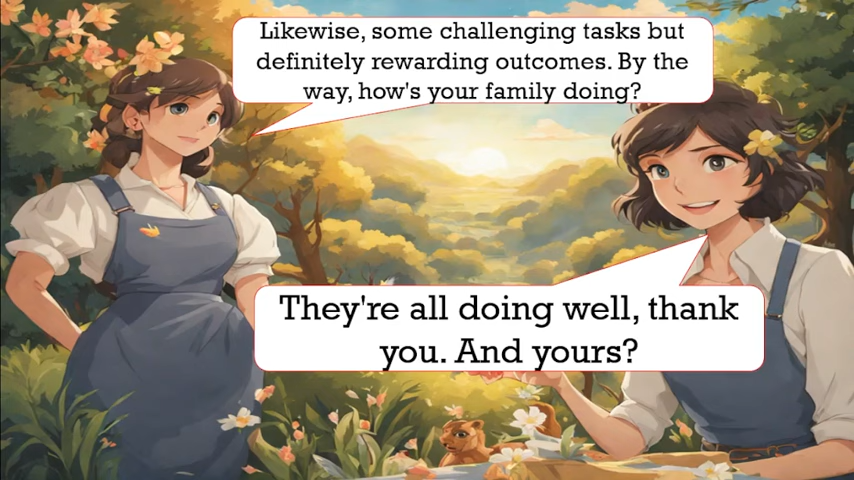 Likewise, some challenging tasks but
definitely rewarding outcomes. By the
way, how's your family doing?
They're all doing well, thank
you. And yours?